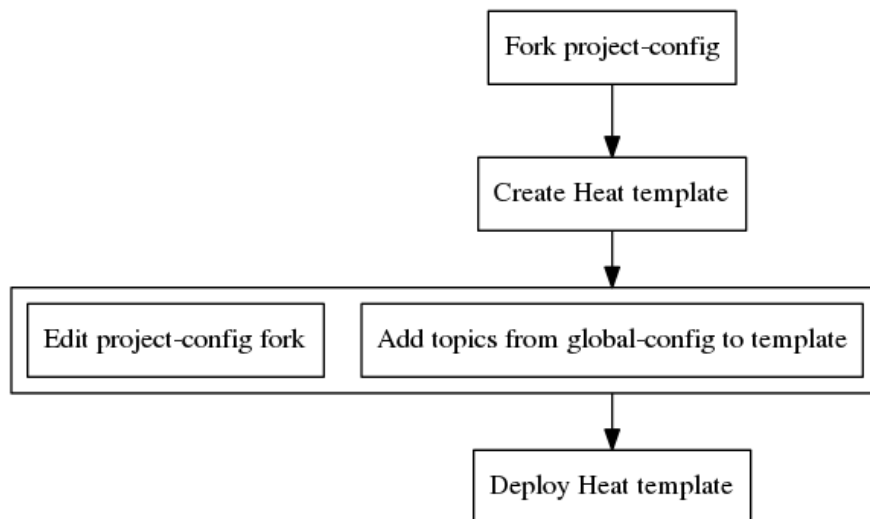 Fork project-config
Create Heat template
Edit project-config fork
Add topics from global-config to template
Deploy Heat template